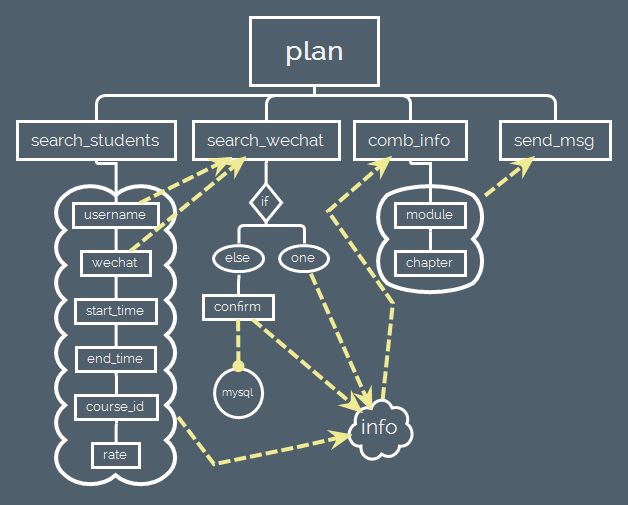 plan
search_students
search_wechat
comb_info
send_msg
username
wechat
start_time
end_time
course_id
rate
if
else
one
confirm
mysql
module
chapter
info